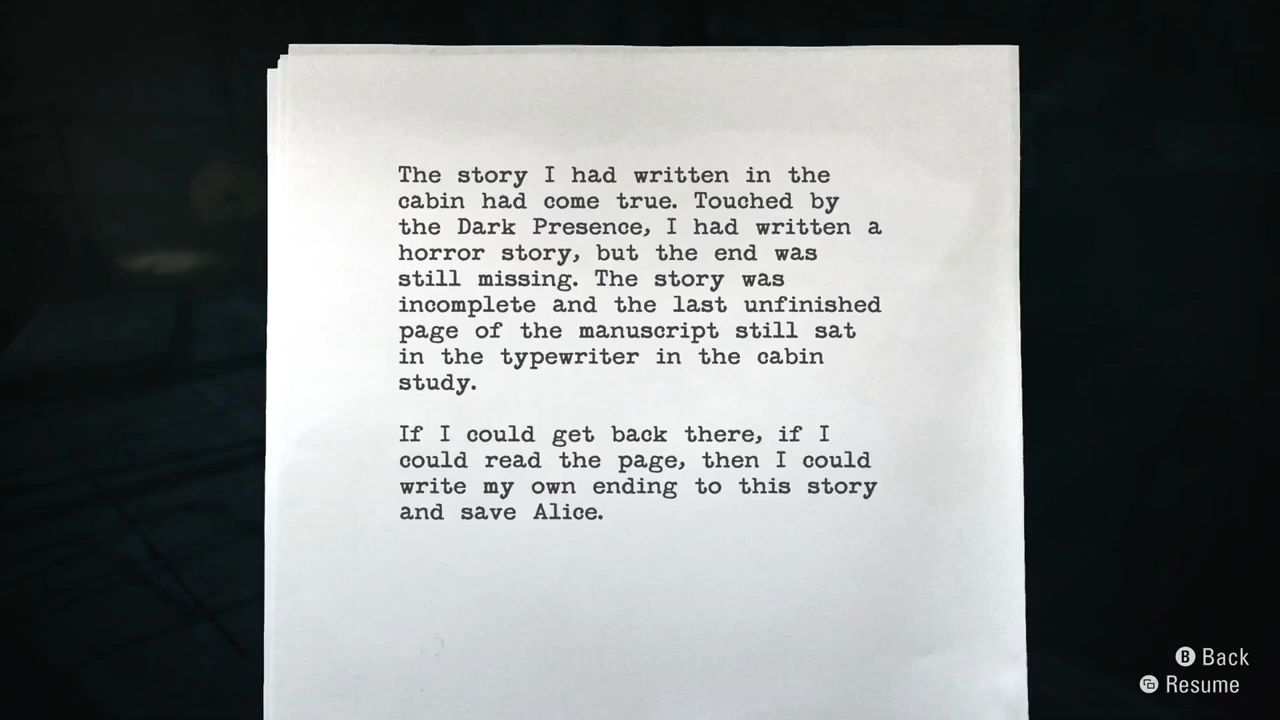 The story I had written in the
cabin had come true. Touched by
the Dark Presence, I had written a
horror story, but the end was
still missing. The story was
incomplete and the last unfinished
page of the manuscript still sat
in the typewriter in the cabin
study.
If I could get back there, if I
could read the page, then I could
write my own ending to this story
and save Alice.
B Back
Resume